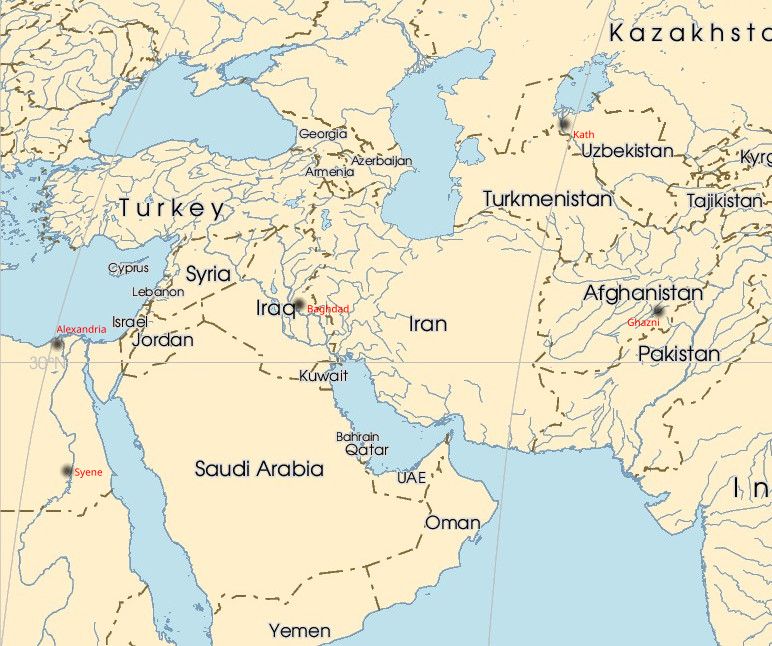 Kazakhsta
Kath
Georgia
Uzbekistan
Kyrg
Azerbaijan
Armenia
Turkmenistan
Tajikistan
Turkey
Cyprus
Syria
Lebanon
Afghanistan
Iraq
Baghdad
Ghazni
Israel
Iran
Alexandria
Jordan
Pakistan
30°N
Kuwait
Bahrain
Qatar
Saudi Arabia
Syene
UAE
In
Oman
Yemen